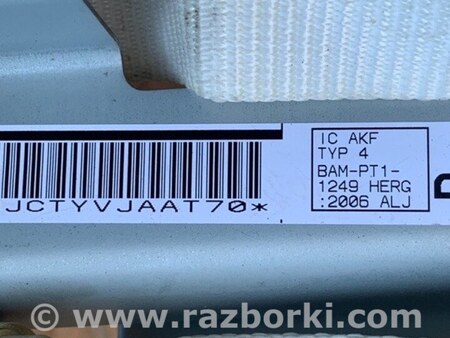 JCTYVJAAT70*
IC AKF
TYP 4
BAM-PT1-
1249 HERG
:2006 ALJ
www.razborki.com